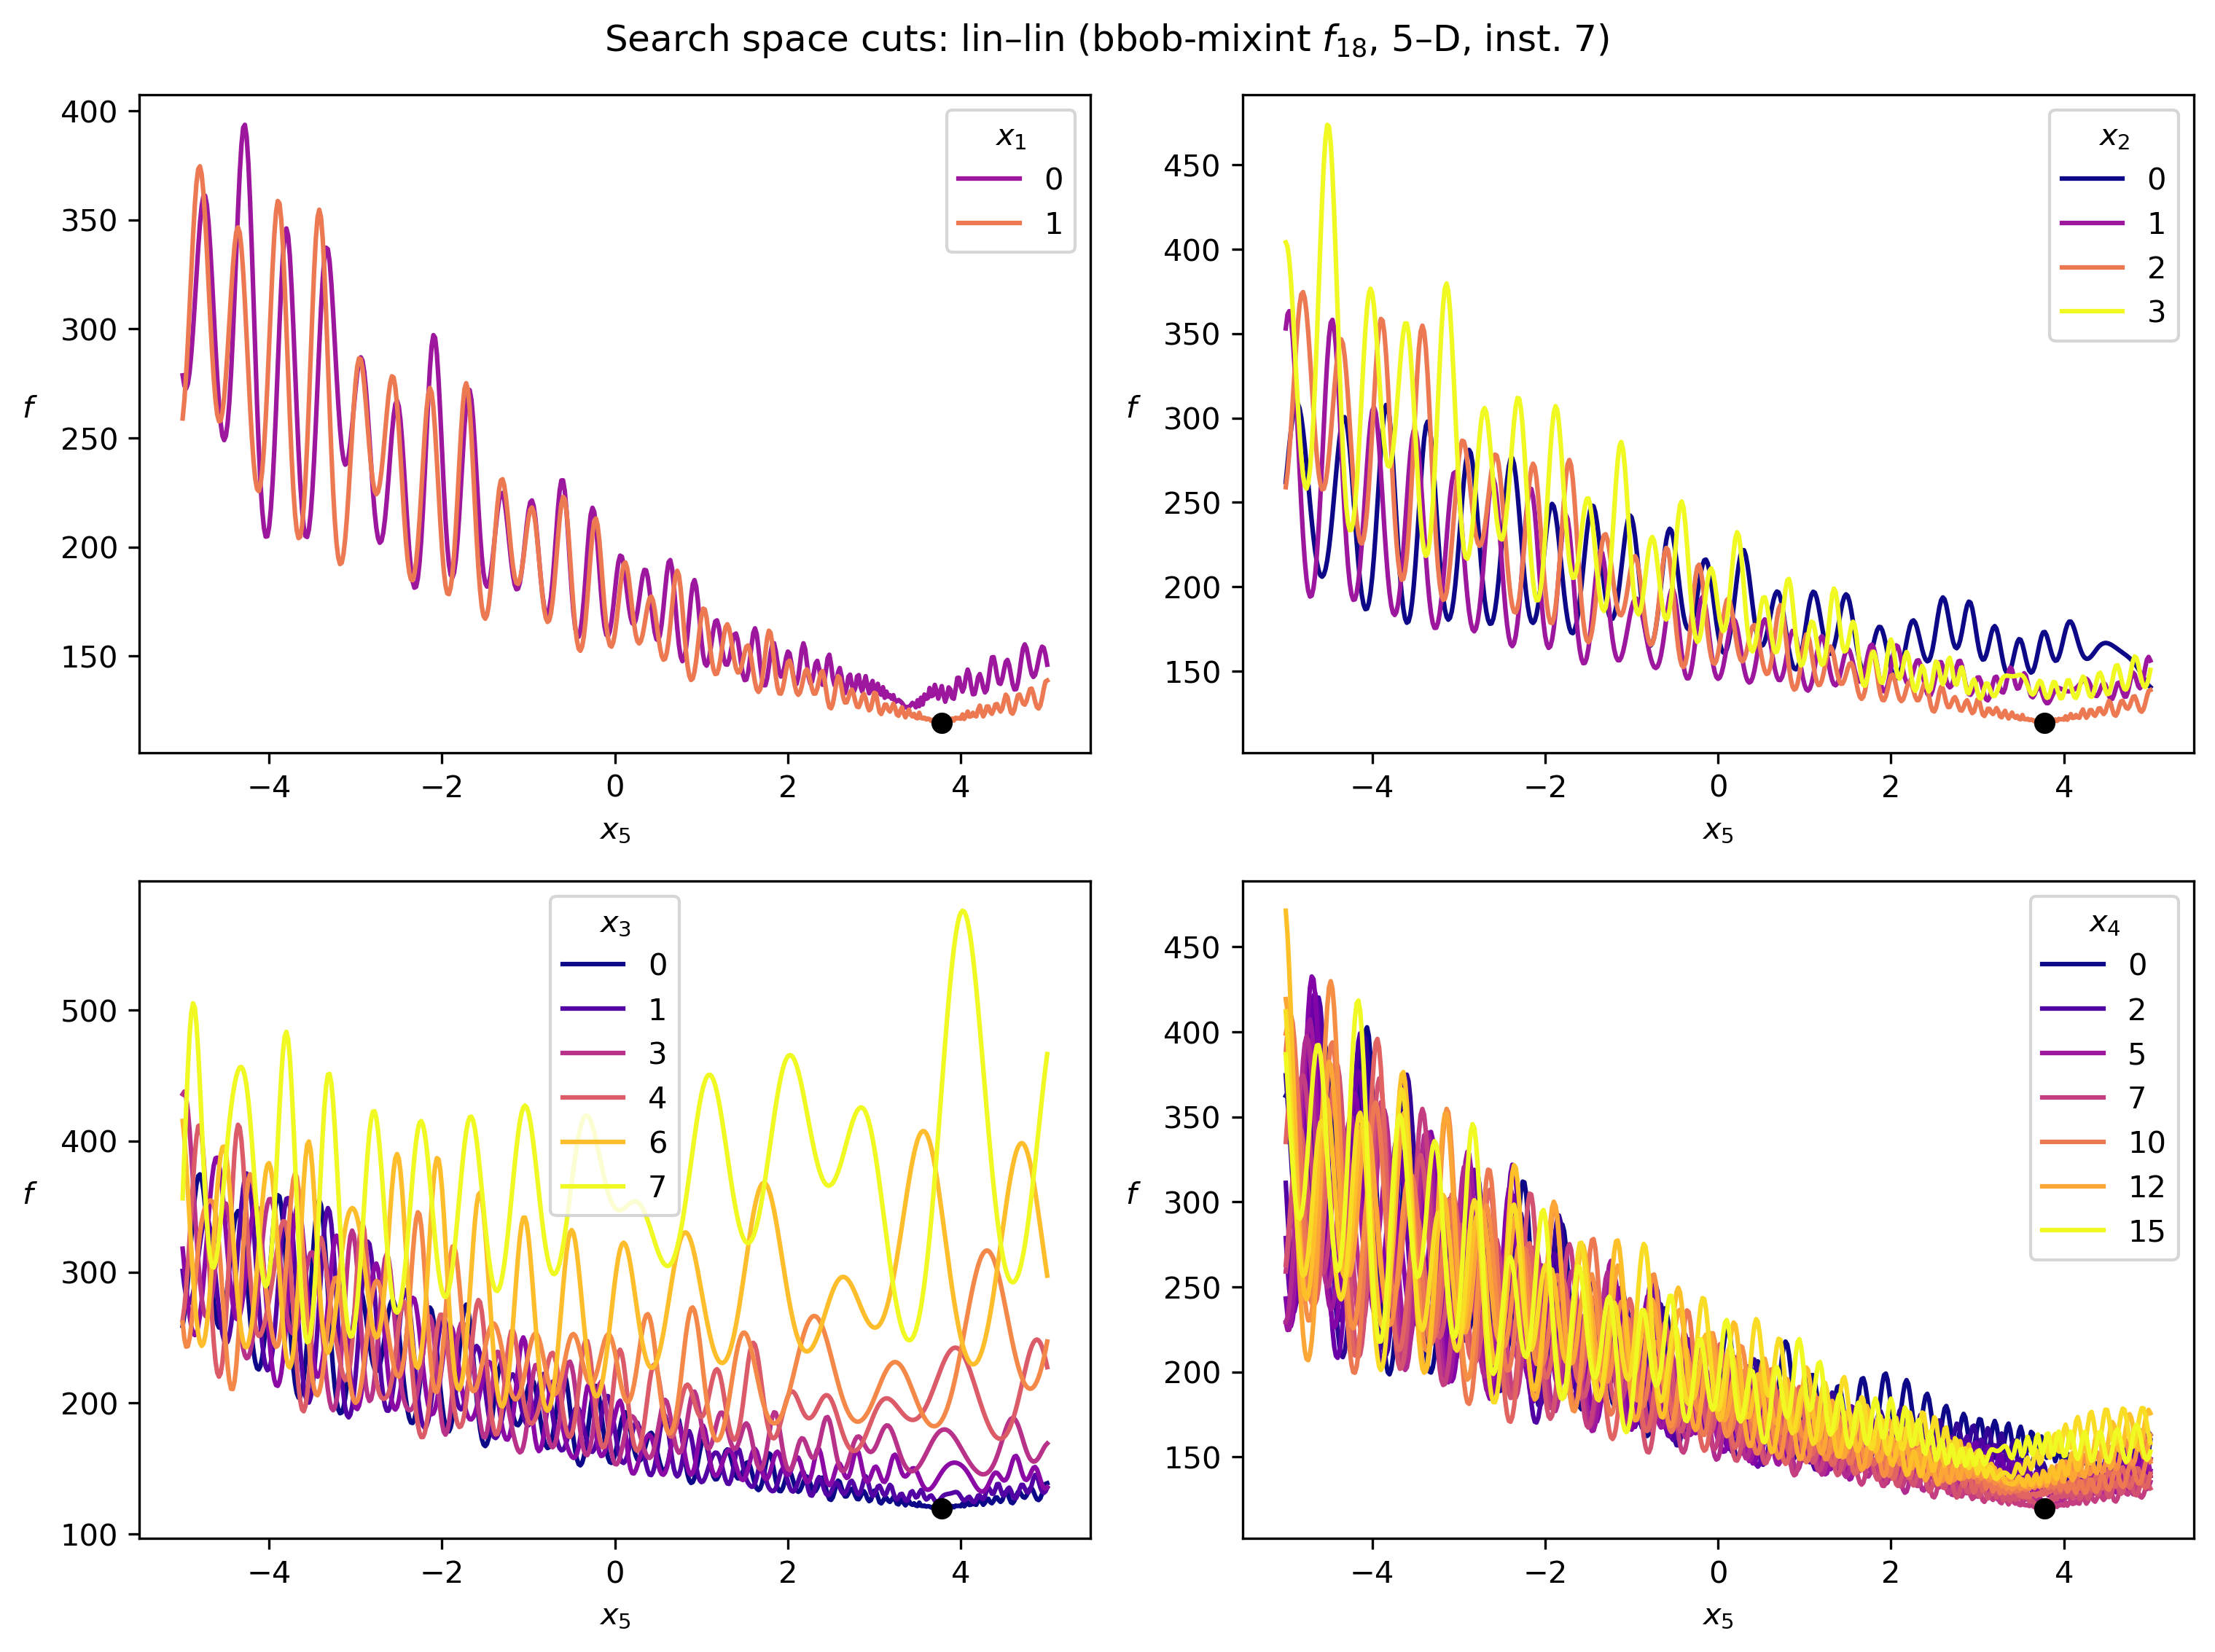 Search space cuts: lin–lin (bbob-mixint f₁₈, 5–D, inst. 7)
400
350
300
250
200
150
f
−4 −2 0 2 4
x₅
x₁
0
1
450
400
350
300
250
200
150
f
−4 −2 0 2 4
x₅
x₂
0
1
2
3
500
400
300
200
100
f
−4 −2 0 2 4
x₅
x₃
0
1
3
4
6
7
450
400
350
300
250
200
150
f
−4 −2 0 2 4
x₅
x₄
0
2
5
7
10
12
15